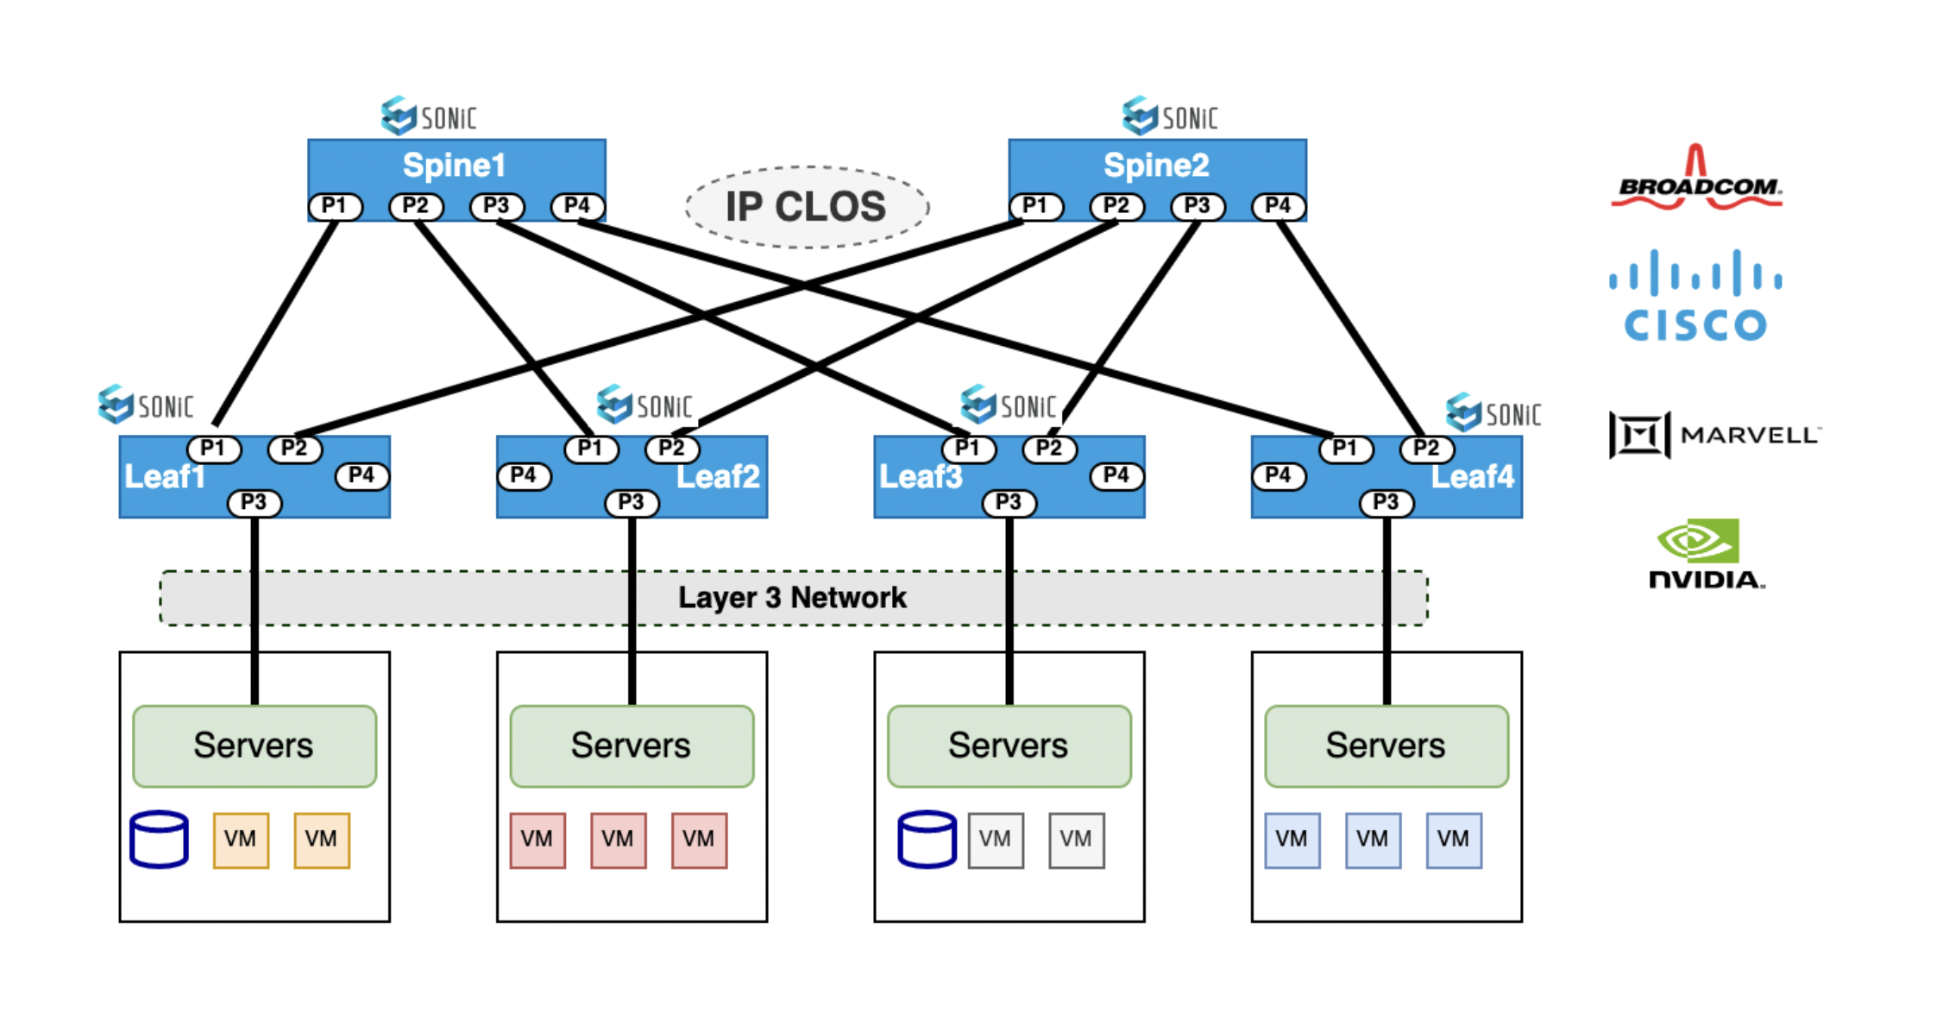 SONiC
SONiC
Spine1
Spine2
P1 P2 P3 P4
IP CLOS
P1 P2 P3 P4
BROADCOM.
CISCO
SONiC
SONiC
SONiC
SONiC
MARVELL™
P1 P2
Leaf1
P4
P3
P1 P2
P4
Leaf2
P3
P1 P2
Leaf3
P4
P3
P1 P2
P4
Leaf4
P3
NVIDIA.
Layer 3 Network
Servers
Servers
Servers
Servers
VM VM
VM VM VM
VM VM
VM VM VM